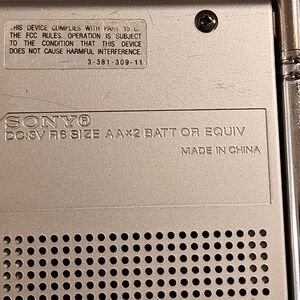 THIS DEVICE COMPLIES WITH PART 15 OF
THE FCC RULES. OPERATION IS SUBJECT
TO THE CONDITION THAT THIS DEVICE
DOES NOT CAUSE HARMFUL INTERFERENCE.
3-381-309-11
SONY®
DC:3V R6 SIZE AA×2 BATT OR EQUIV
MADE IN CHINA